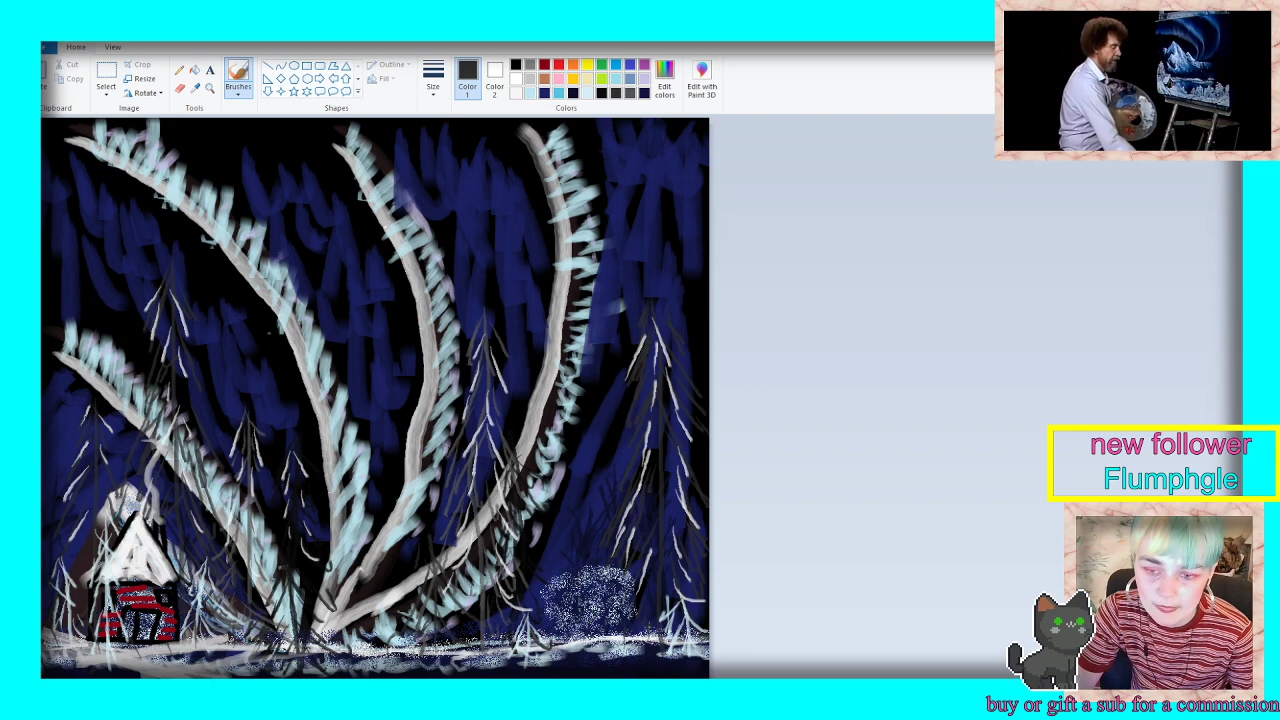 Home View
Cut
Copy
Clipboard
Select
Crop
Resize
Rotate
Image
A
Tools
Brushes
Outline
Fill
Shapes
Size
Color
1
Color
2
Colors
Edit
colors
Edit with
Paint 3D
new follower
Flumphgle
buy or gift a sub for a commission